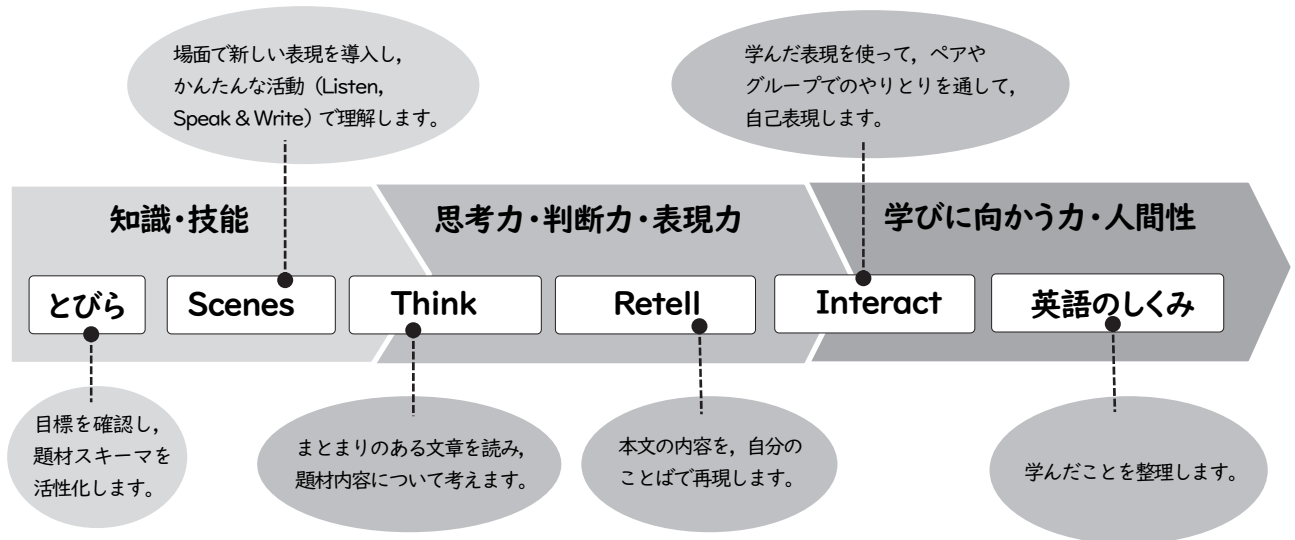 場面で新しい表現を導入し，
かんたんな活動（Listen,
Speak & Write）で理解します。
学んだ表現を使って，ペアや
グループでのやりとりを通して，
自己表現します。
知識・技能
思考力・判断力・表現力
学びに向かう力・人間性
とびら
Scenes
Think
Retell
Interact
英語のしくみ
目標を確認し，
題材スキーマを
活性化します。
まとまりのある文章を読み，
題材内容について考えます。
本文の内容を，自分の
ことばで再現します。
学んだことを整理します。